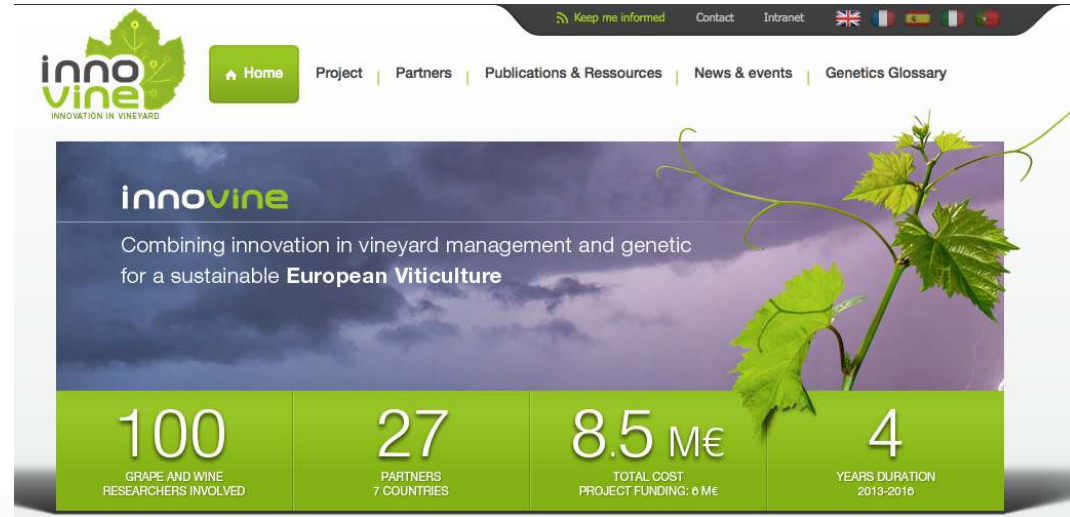 Keep me informed Contact Intranet
inno
vine
INNOVATION IN VINEYARD
Home Project Partners Publications & Ressources News & events Genetics Glossary
innovine
Combining innovation in vineyard management and genetic
for a sustainable European Viticulture
100
GRAPE AND WINE
RESEARCHERS INVOLVED
27
PARTNERS
7 COUNTRIES
8.5 M€
TOTAL COST
PROJECT FUNDING: 6 M€
4
YEARS DURATION
2013-2016